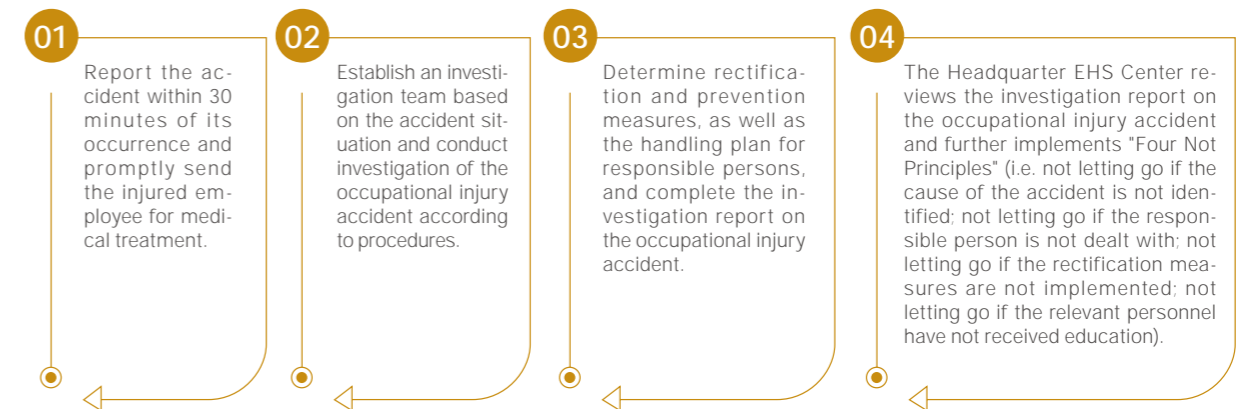 01
Report the ac-
cident within 30
minutes of its
occurrence and
promptly send
the injured em-
ployee for medi-
cal treatment.
02
Establish an investi-
gation team based
on the accident sit-
uation and conduct
investigation of the
occupational injury
accident according
to procedures.
03
Determine rectifica-
tion and prevention
measures, as well as
the handling plan for
responsible persons,
and complete the in-
vestigation report on
the occupational injury
accident.
04
The Headquarter EHS Center re-
views the investigation report on
the occupational injury accident
and further implements "Four Not
Principles" (i.e. not letting go if the
cause of the accident is not iden-
tified; not letting go if the respon-
sible person is not dealt with; not
letting go if the rectification mea-
sures are not implemented; not
letting go if the relevant personnel
have not received education).